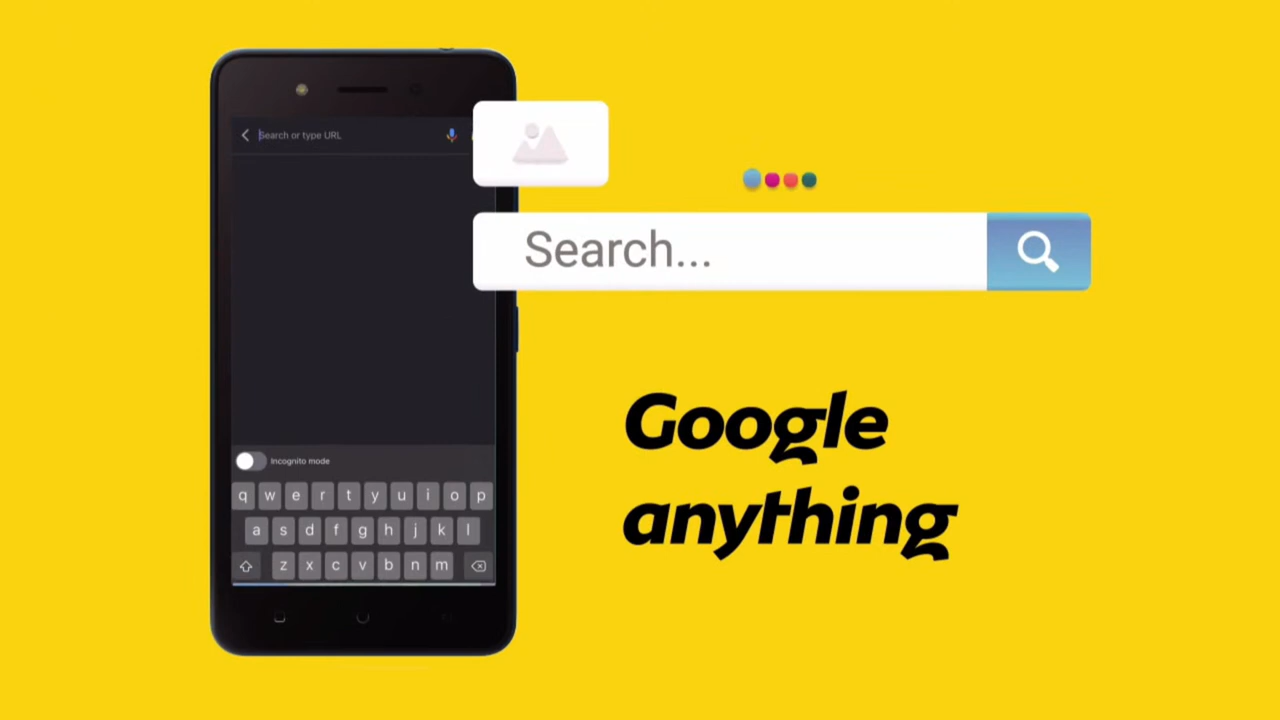 Search or type URL
Search...
Google
anything
Incognito mode
q w e r t y u i o p
a s d f g h j k l
z x c v b n m